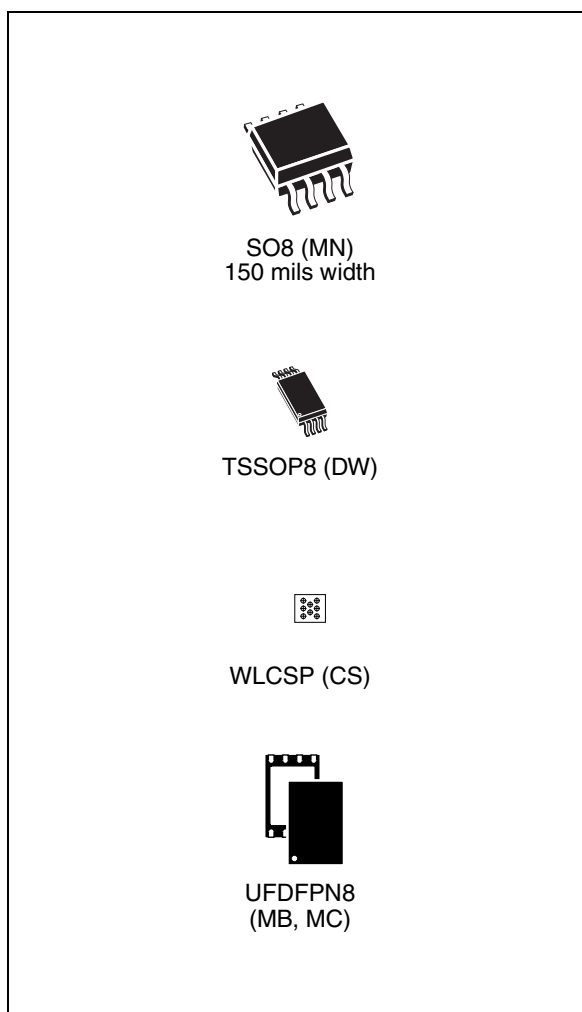 SO8 (MN)
150 mils width
TSSOP8 (DW)
WLCSP (CS)
UFDFPN8
(MB, MC)